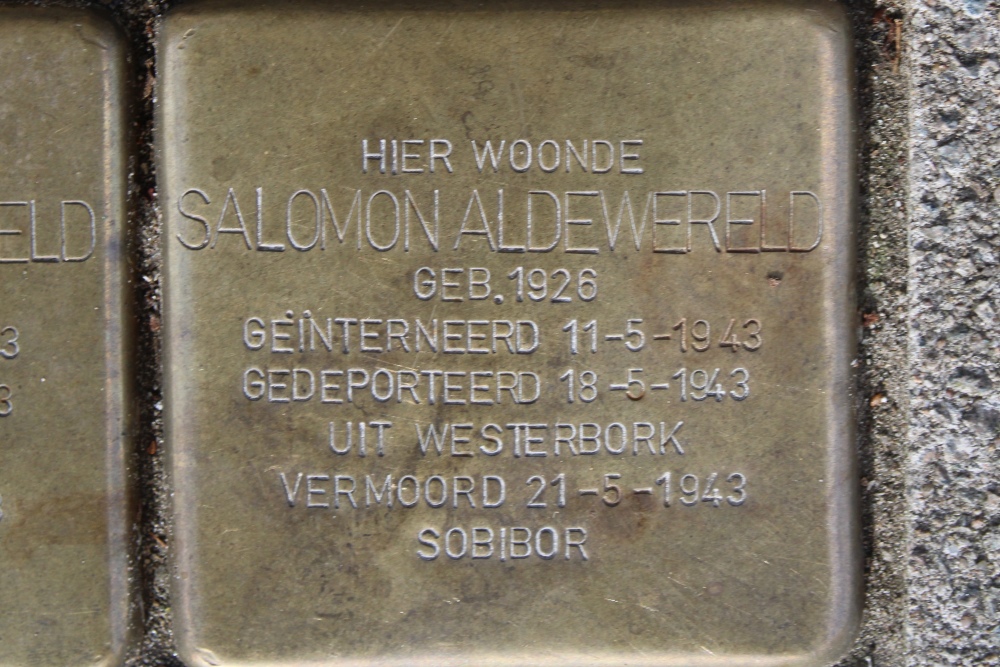 HIER WOONDE
SALOMON ALDEWERELD
GEB. 1926
GEÏNTERNEERD 11-5-1943
GEDEPORTEERD 18-5-1943
UIT WESTERBORK
VERMOORD 21-5-1943
SOBIBOR